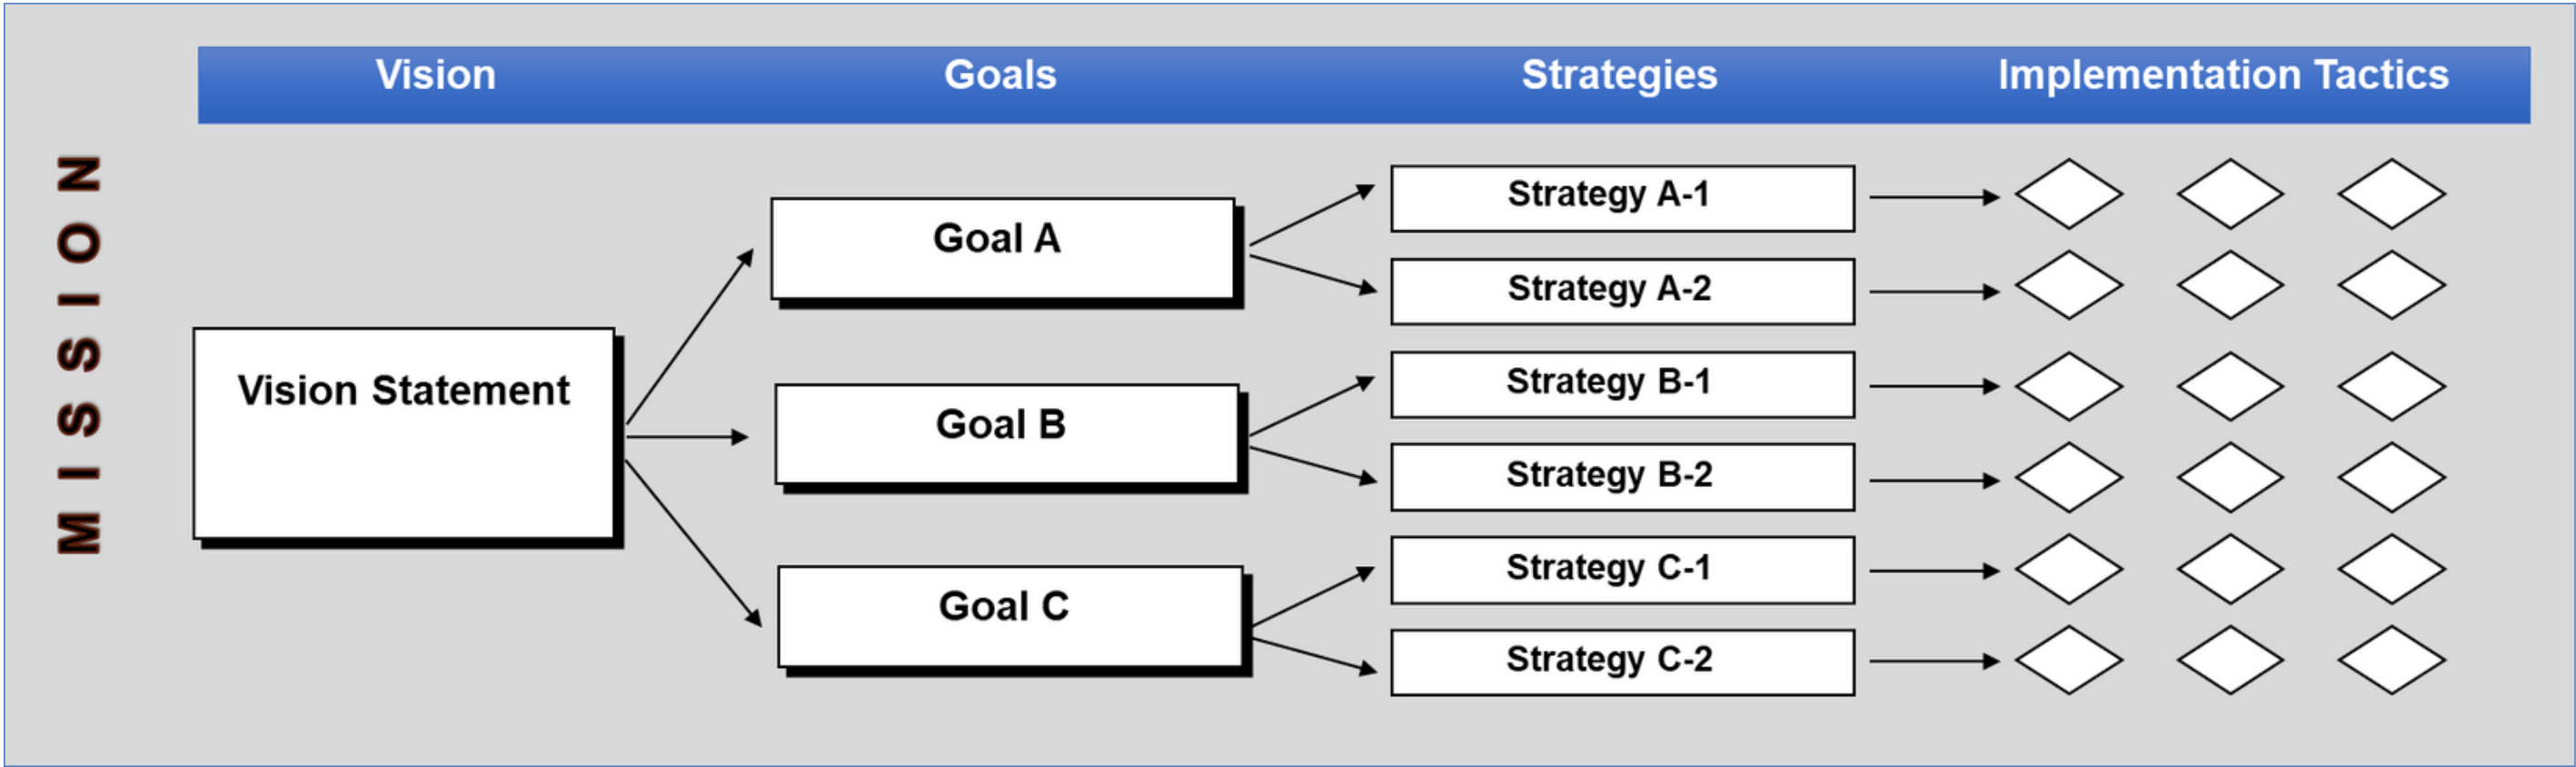 Vision Goals Strategies Implementation Tactics
MISSION
Vision Statement
Goal A
Goal B
Goal C
Strategy A-1
Strategy A-2
Strategy B-1
Strategy B-2
Strategy C-1
Strategy C-2